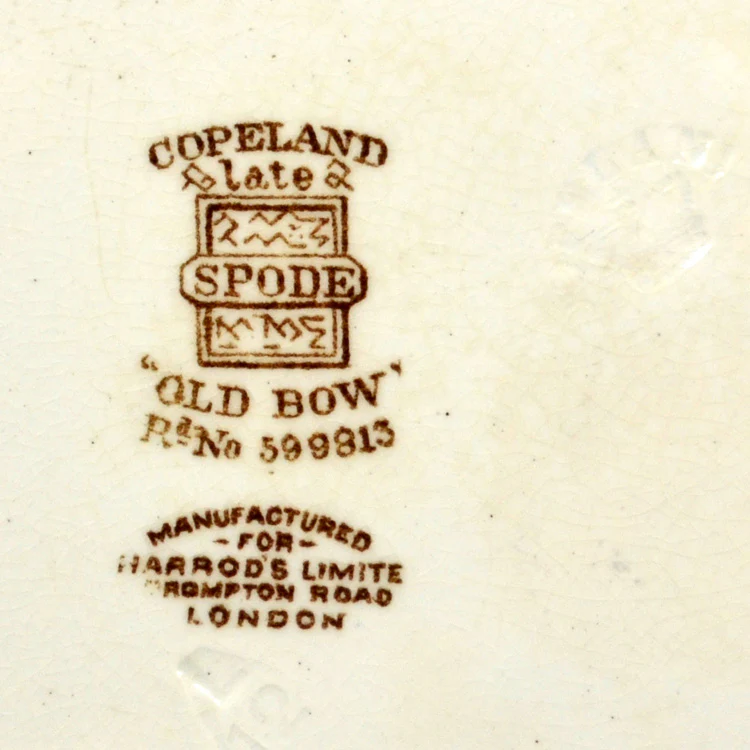 COPELAND
late
SPODE
"OLD BOW"
Rd No 599813
MANUFACTURED
-FOR-
HARROD'S LIMITE
ROMPTON ROAD
LONDON